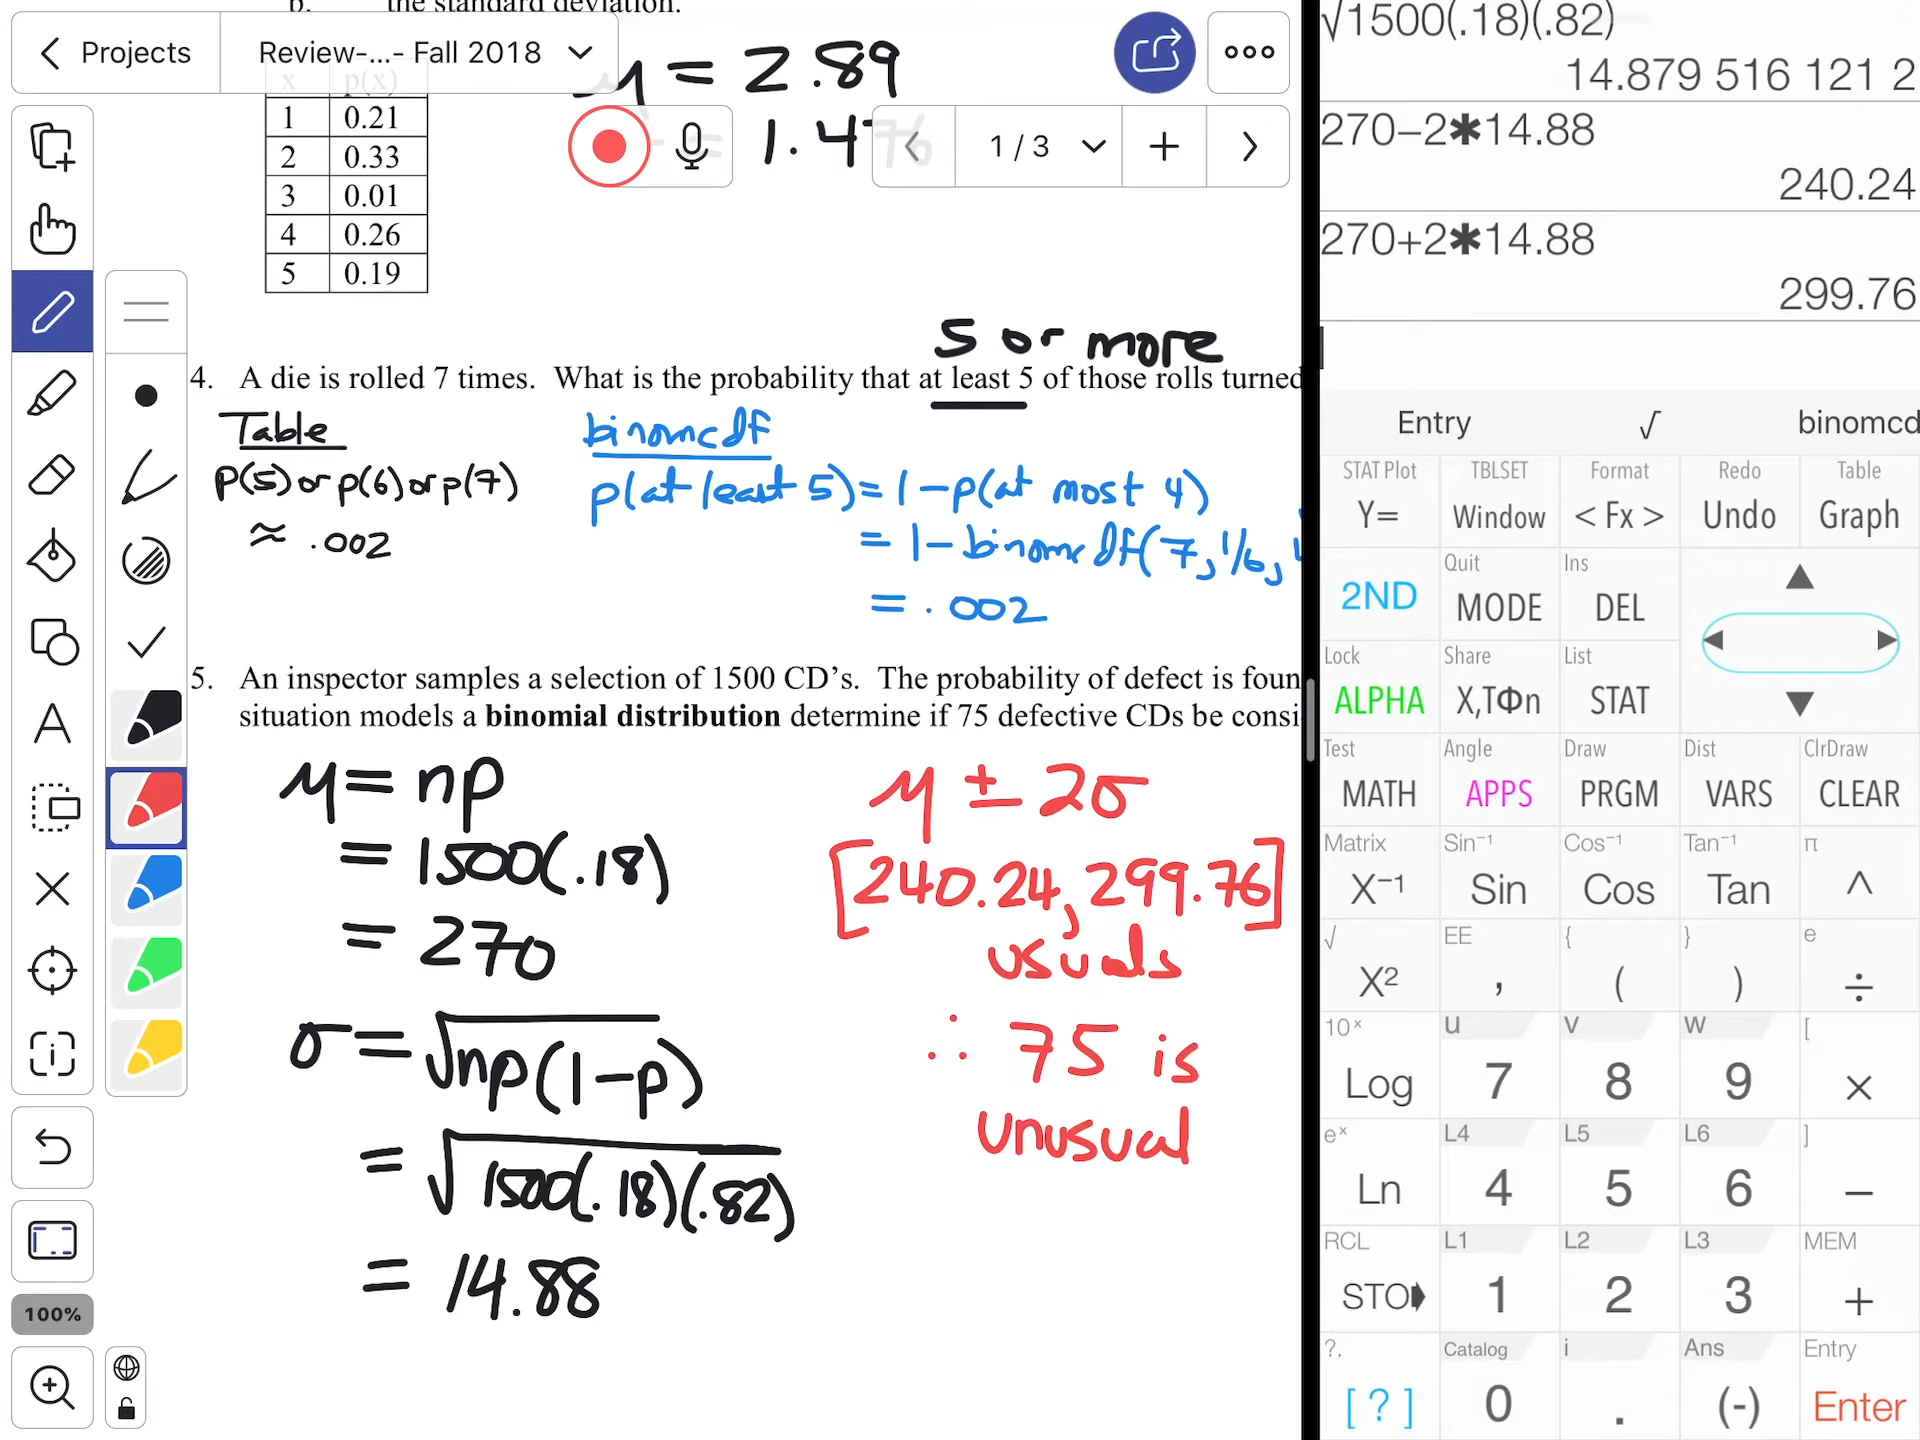 b. the standard deviation.
Projects
Review-...- Fall 2018
x p(x)
1 0.21
2 0.33
3 0.01
4 0.26
5 0.19
μ = 2.89
= 1.476
1 / 3
5 or more
4. A die is rolled 7 times. What is the probability that at least 5 of those rolls turned
Table
P(5) or p(6) or p(7)
≈ .002
binomcdf
p(at least 5) = 1 - p(at most 4)
= 1 - binomcdf(7, 1/6,
= .002
5. An inspector samples a selection of 1500 CD's. The probability of defect is foun
situation models a binomial distribution determine if 75 defective CDs be consi
μ = np
= 1500(.18)
= 270
σ = √np(1-p)
= √1500(.18)(.82)
= 14.88
μ ± 2σ
[240.24, 299.76]
usuals
∴ 75 is
unusual
A
100%
√1500(.18)(.82)
14.879 516 121 2
270−2✱14.88
240.24
270+2✱14.88
299.76
Entry √ binomcd
STAT Plot TBLSET Format Redo Table
Y= Window < Fx > Undo Graph
Quit Ins
2ND MODE DEL
Lock Share List
ALPHA X,TΦn STAT
Test Angle Draw Dist ClrDraw
MATH APPS PRGM VARS CLEAR
Matrix Sin⁻¹ Cos⁻¹ Tan⁻¹ π
X⁻¹ Sin Cos Tan ^
√ EE { } e
X² , ( ) ÷
10ˣ u v w [
Log 7 8 9 ×
eˣ L4 L5 L6 ]
Ln 4 5 6 −
RCL L1 L2 L3 MEM
STO 1 2 3 +
?. Catalog i Ans Entry
[ ? ] 0 . (-) Enter